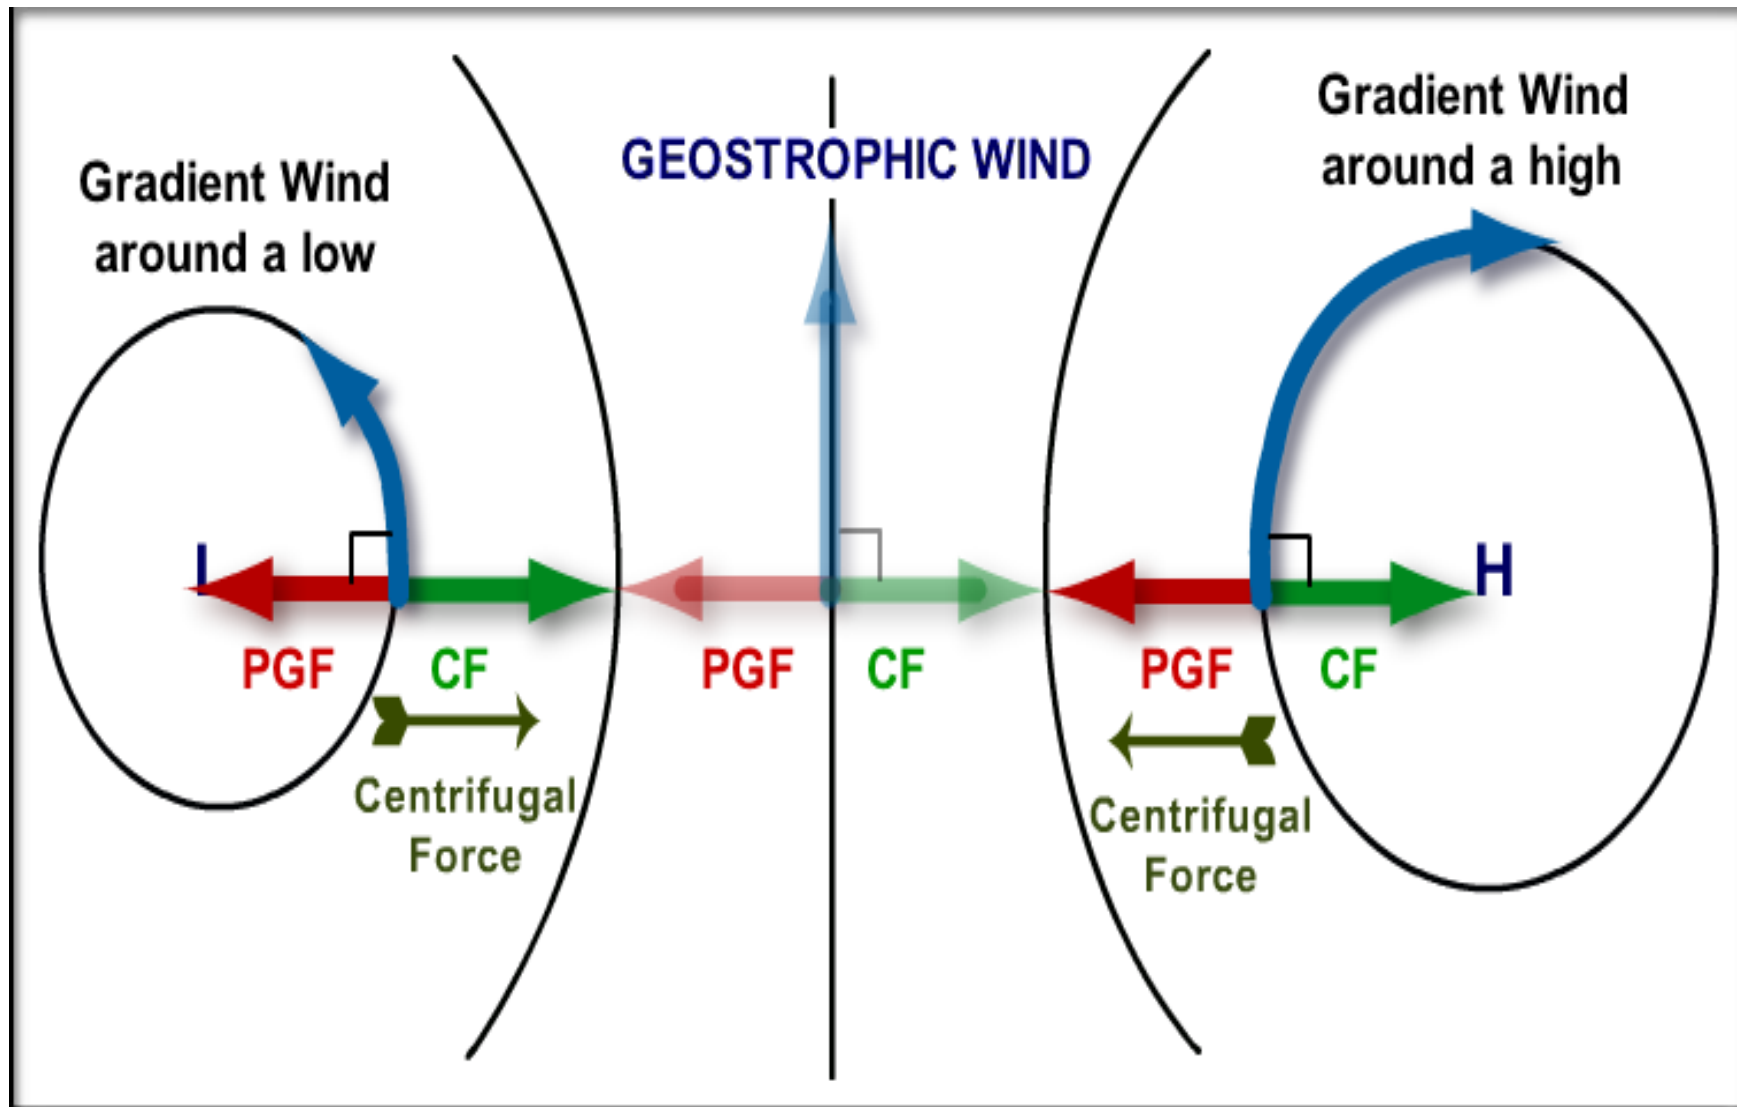 Gradient Wind
around a high
GEOSTROPHIC WIND
Gradient Wind
around a low
L
H
PGF
CF
PGF
CF
PGF
CF
Centrifugal
Force
Centrifugal
Force